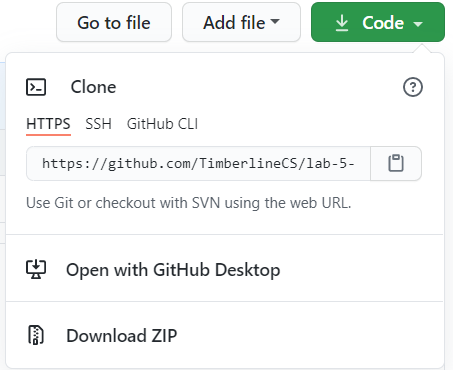 Go to file Add file Code
Clone
HTTPS SSH GitHub CLI
https://github.com/TimberlineCS/lab-5-
Use Git or checkout with SVN using the web URL.
Open with GitHub Desktop
Download ZIP